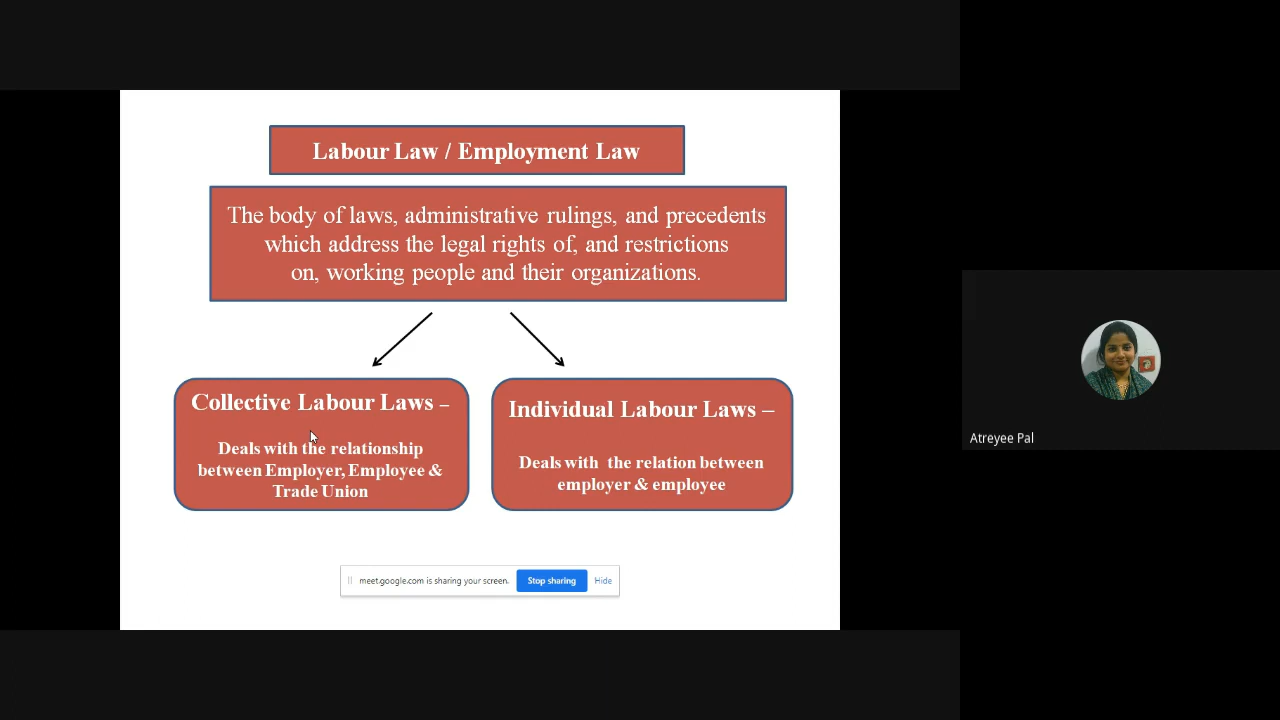 Labour Law / Employment Law
The body of laws, administrative rulings, and precedents
which address the legal rights of, and restrictions
on, working people and their organizations.
Collective Labour Laws –
Deals with the relationship
between Employer, Employee &
Trade Union
Individual Labour Laws –
Deals with the relation between
employer & employee
meet.google.com is sharing your screen.
Stop sharing
Hide
Atreyee Pal